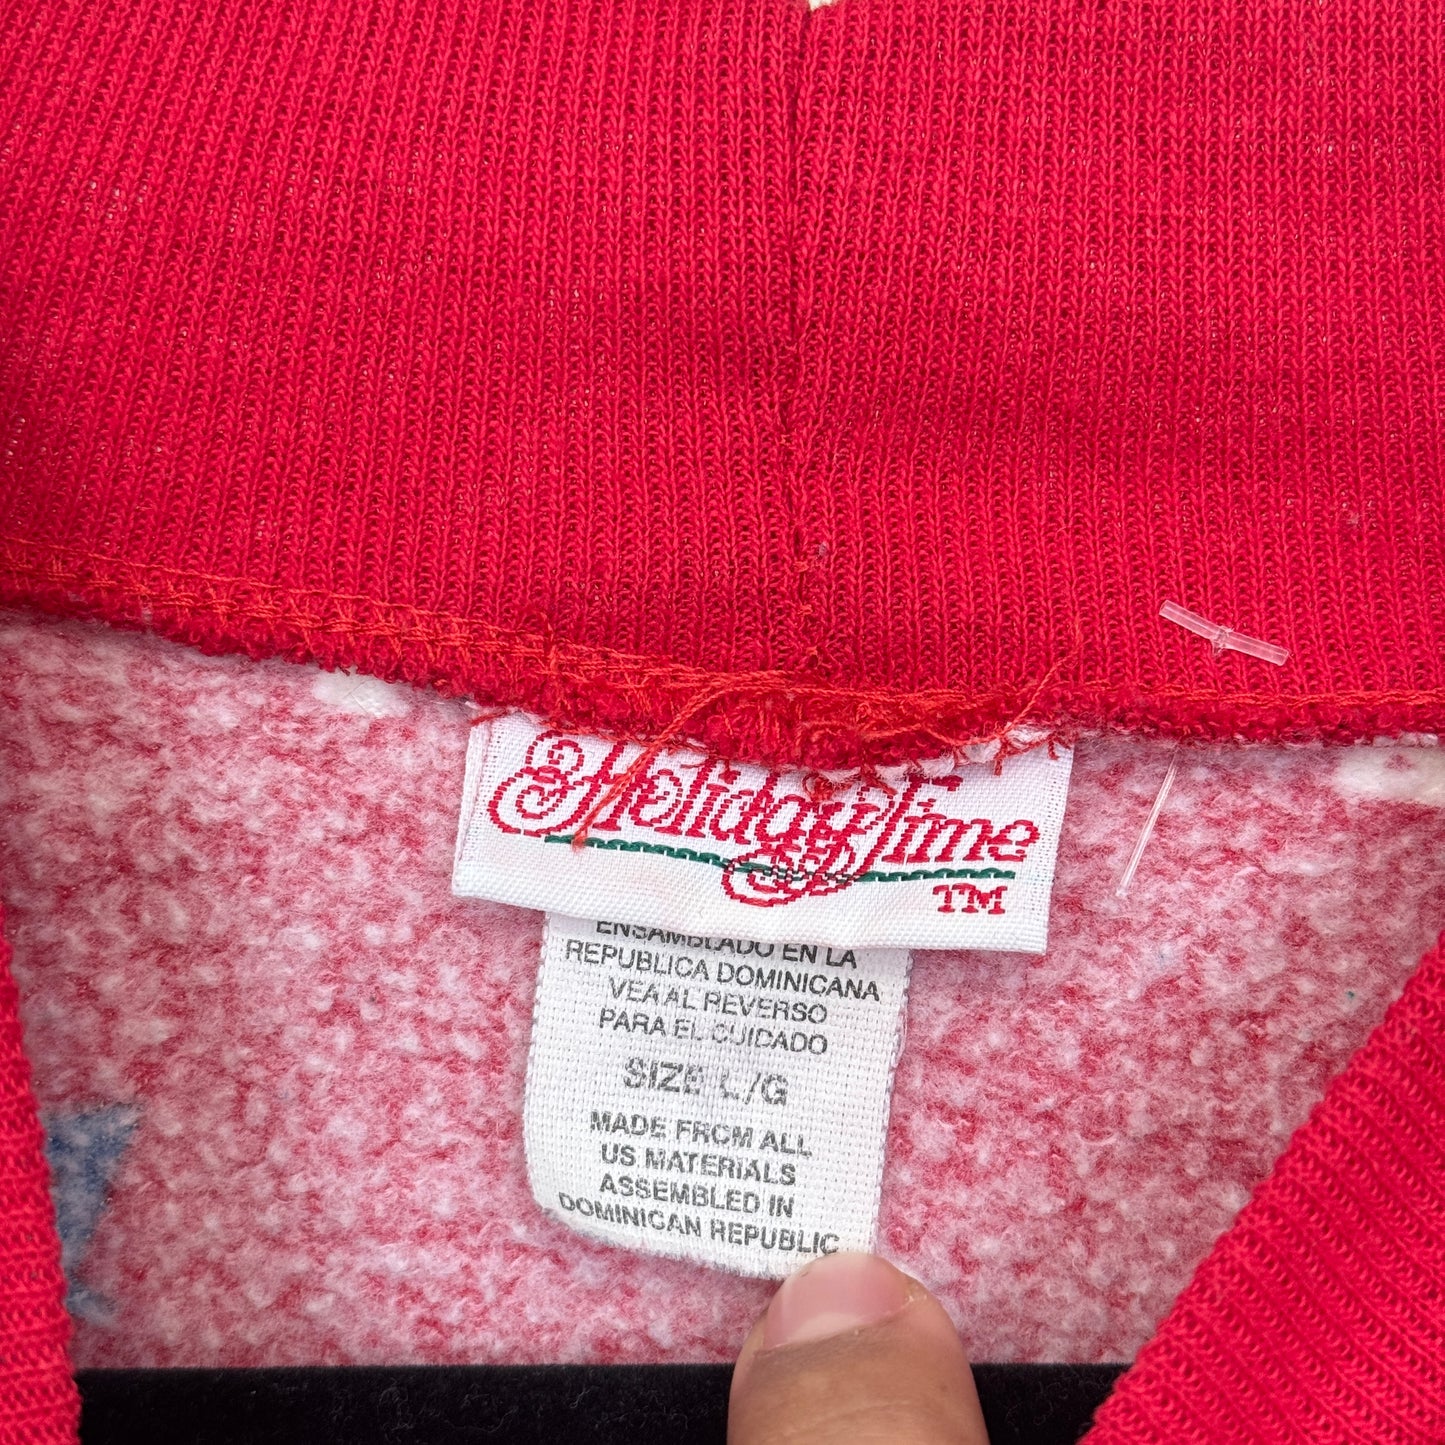 Holiday Time
TM
ENSAMBLADO EN LA
REPUBLICA DOMINICANA
VEA AL REVERSO
PARA EL CUIDADO
SIZE L/G
MADE FROM ALL
US MATERIALS
ASSEMBLED IN
DOMINICAN REPUBLIC